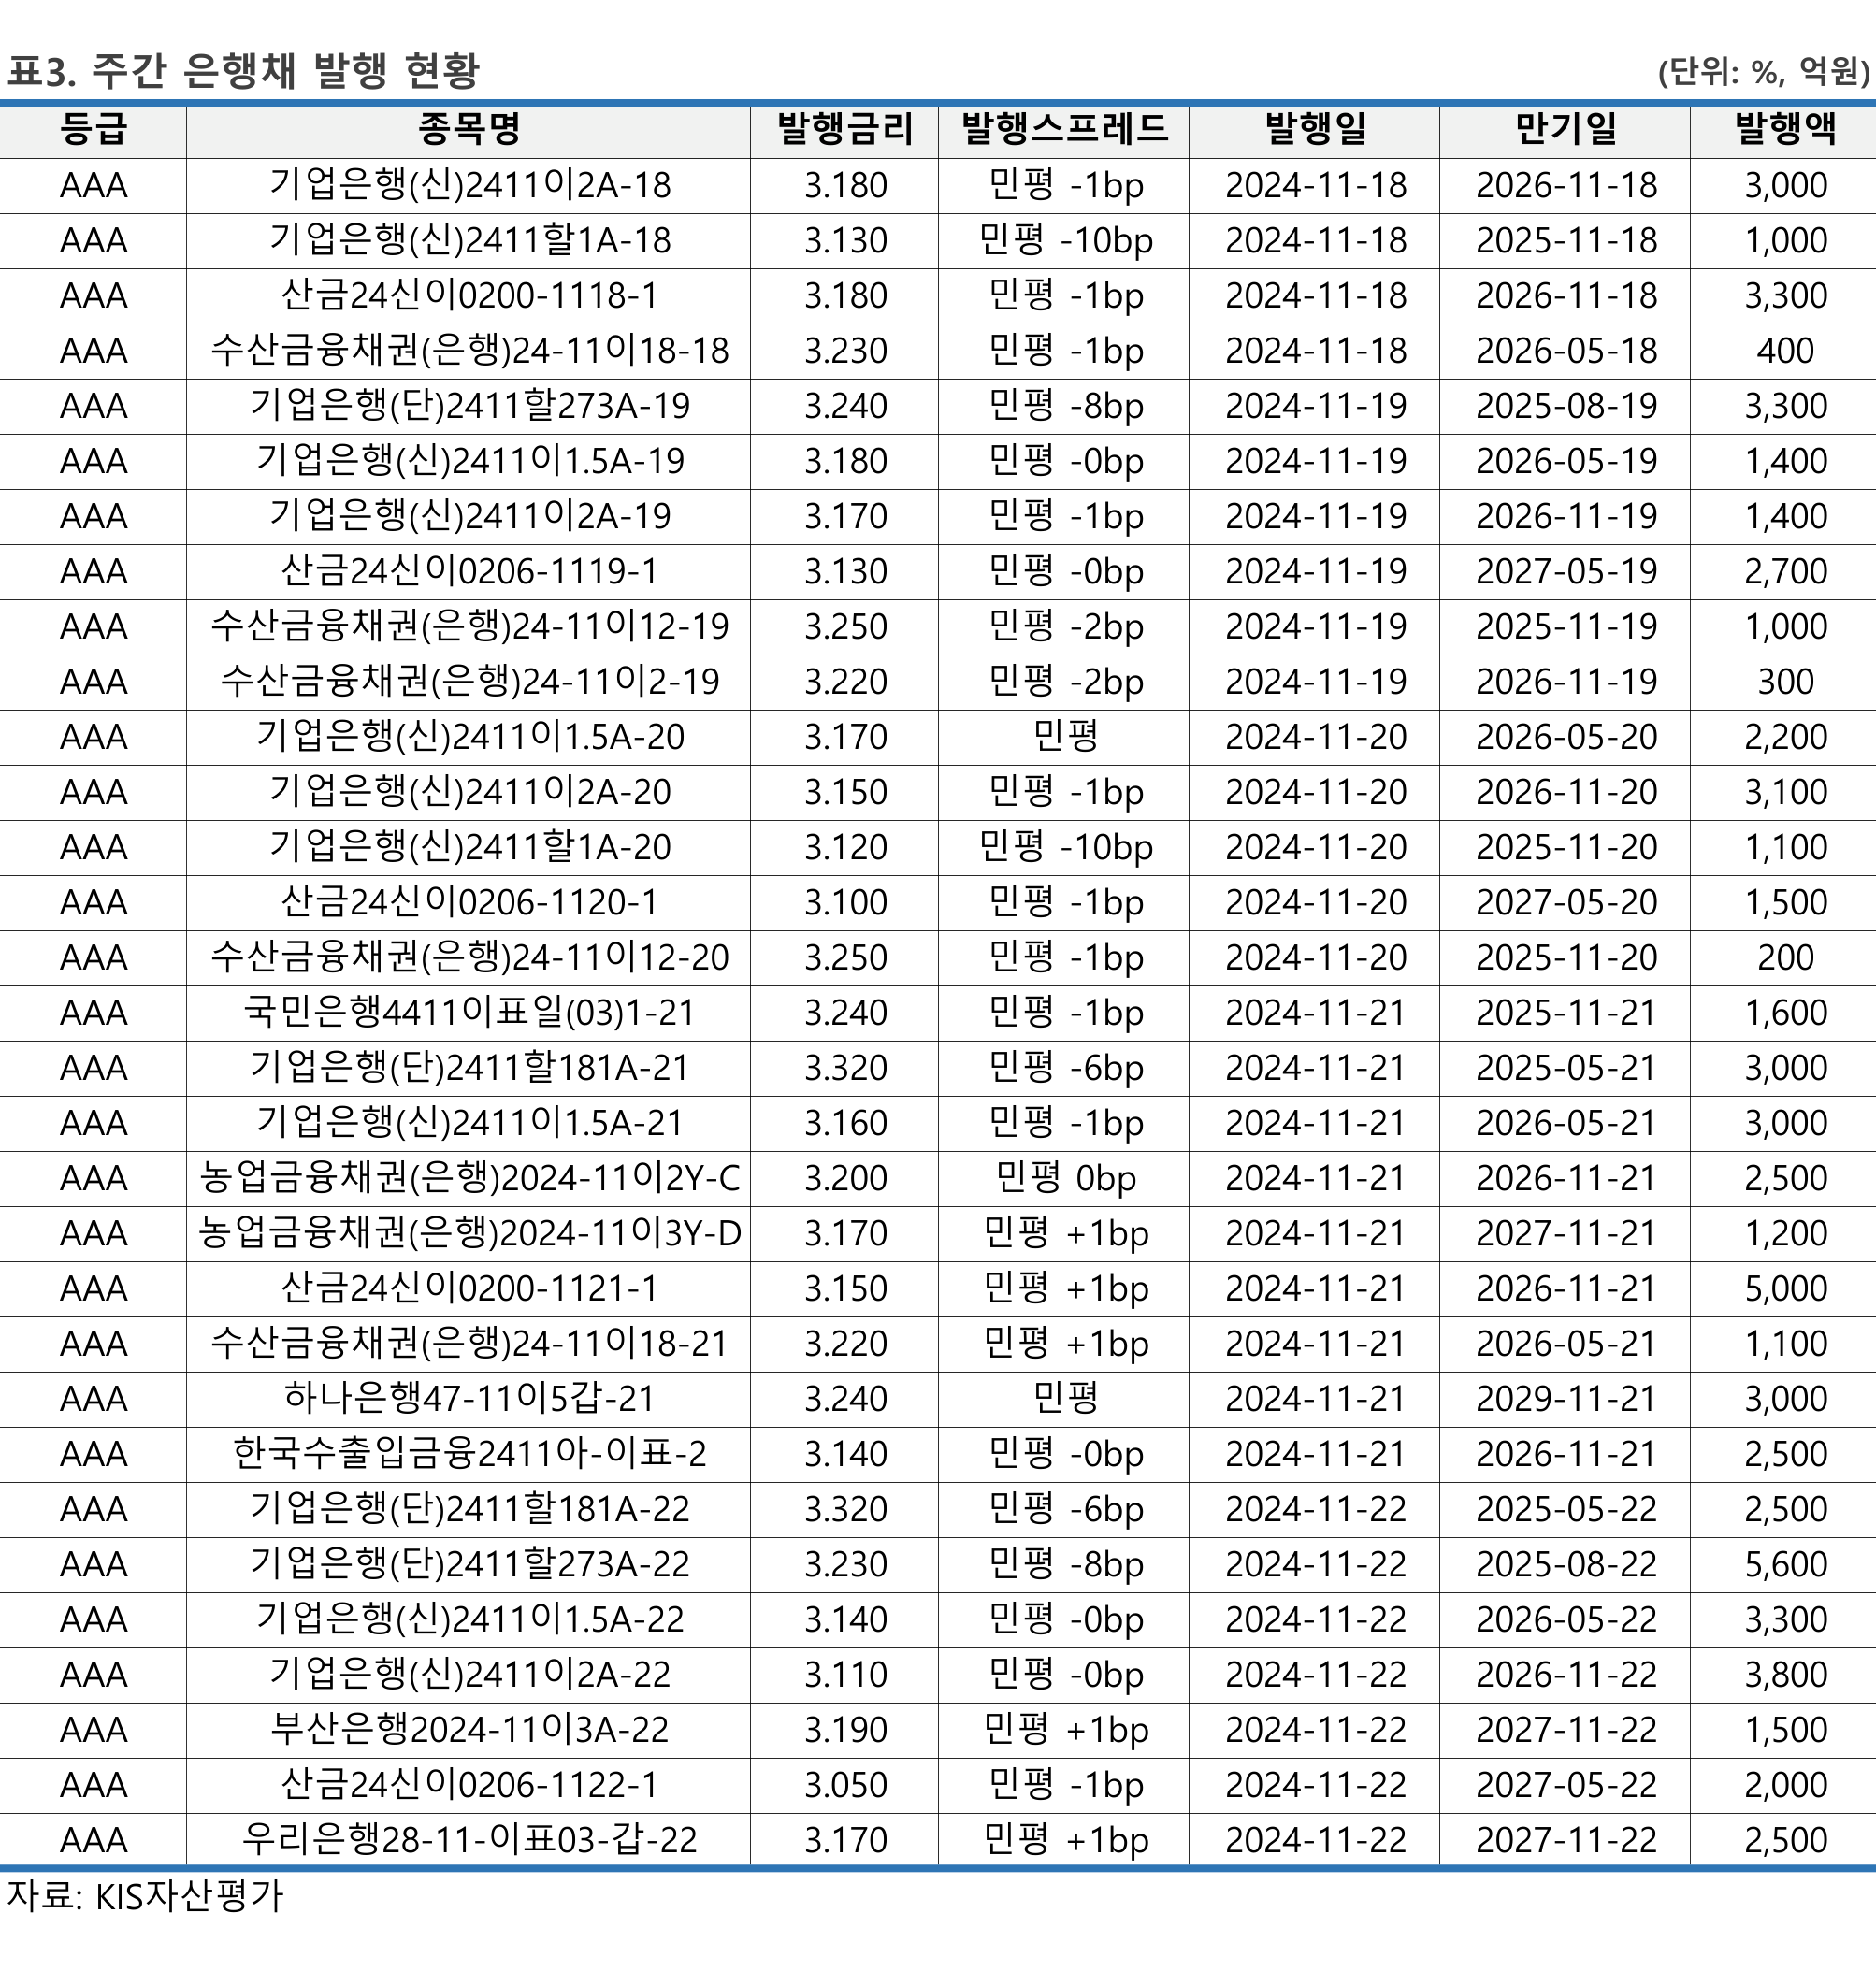 표3. 주간 은행채 발행 현황 (단위: %, 억원)
등급 종목명 발행금리 발행스프레드 발행일 만기일 발행액
AAA 기업은행(신)2411이2A-18 3.180 민평 -1bp 2024-11-18 2026-11-18 3,000
AAA 기업은행(신)2411할1A-18 3.130 민평 -10bp 2024-11-18 2025-11-18 1,000
AAA 산금24신이0200-1118-1 3.180 민평 -1bp 2024-11-18 2026-11-18 3,300
AAA 수산금융채권(은행)24-11이18-18 3.230 민평 -1bp 2024-11-18 2026-05-18 400
AAA 기업은행(단)2411할273A-19 3.240 민평 -8bp 2024-11-19 2025-08-19 3,300
AAA 기업은행(신)2411이1.5A-19 3.180 민평 -0bp 2024-11-19 2026-05-19 1,400
AAA 기업은행(신)2411이2A-19 3.170 민평 -1bp 2024-11-19 2026-11-19 1,400
AAA 산금24신이0206-1119-1 3.130 민평 -0bp 2024-11-19 2027-05-19 2,700
AAA 수산금융채권(은행)24-11이12-19 3.250 민평 -2bp 2024-11-19 2025-11-19 1,000
AAA 수산금융채권(은행)24-11이2-19 3.220 민평 -2bp 2024-11-19 2026-11-19 300
AAA 기업은행(신)2411이1.5A-20 3.170 민평 2024-11-20 2026-05-20 2,200
AAA 기업은행(신)2411이2A-20 3.150 민평 -1bp 2024-11-20 2026-11-20 3,100
AAA 기업은행(신)2411할1A-20 3.120 민평 -10bp 2024-11-20 2025-11-20 1,100
AAA 산금24신이0206-1120-1 3.100 민평 -1bp 2024-11-20 2027-05-20 1,500
AAA 수산금융채권(은행)24-11이12-20 3.250 민평 -1bp 2024-11-20 2025-11-20 200
AAA 국민은행4411이표일(03)1-21 3.240 민평 -1bp 2024-11-21 2025-11-21 1,600
AAA 기업은행(단)2411할181A-21 3.320 민평 -6bp 2024-11-21 2025-05-21 3,000
AAA 기업은행(신)2411이1.5A-21 3.160 민평 -1bp 2024-11-21 2026-05-21 3,000
AAA 농업금융채권(은행)2024-11이2Y-C 3.200 민평 0bp 2024-11-21 2026-11-21 2,500
AAA 농업금융채권(은행)2024-11이3Y-D 3.170 민평 +1bp 2024-11-21 2027-11-21 1,200
AAA 산금24신이0200-1121-1 3.150 민평 +1bp 2024-11-21 2026-11-21 5,000
AAA 수산금융채권(은행)24-11이18-21 3.220 민평 +1bp 2024-11-21 2026-05-21 1,100
AAA 하나은행47-11이5갑-21 3.240 민평 2024-11-21 2029-11-21 3,000
AAA 한국수출입금융2411아-이표-2 3.140 민평 -0bp 2024-11-21 2026-11-21 2,500
AAA 기업은행(단)2411할181A-22 3.320 민평 -6bp 2024-11-22 2025-05-22 2,500
AAA 기업은행(단)2411할273A-22 3.230 민평 -8bp 2024-11-22 2025-08-22 5,600
AAA 기업은행(신)2411이1.5A-22 3.140 민평 -0bp 2024-11-22 2026-05-22 3,300
AAA 기업은행(신)2411이2A-22 3.110 민평 -0bp 2024-11-22 2026-11-22 3,800
AAA 부산은행2024-11이3A-22 3.190 민평 +1bp 2024-11-22 2027-11-22 1,500
AAA 산금24신이0206-1122-1 3.050 민평 -1bp 2024-11-22 2027-05-22 2,000
AAA 우리은행28-11-이표03-갑-22 3.170 민평 +1bp 2024-11-22 2027-11-22 2,500
자료: KIS자산평가